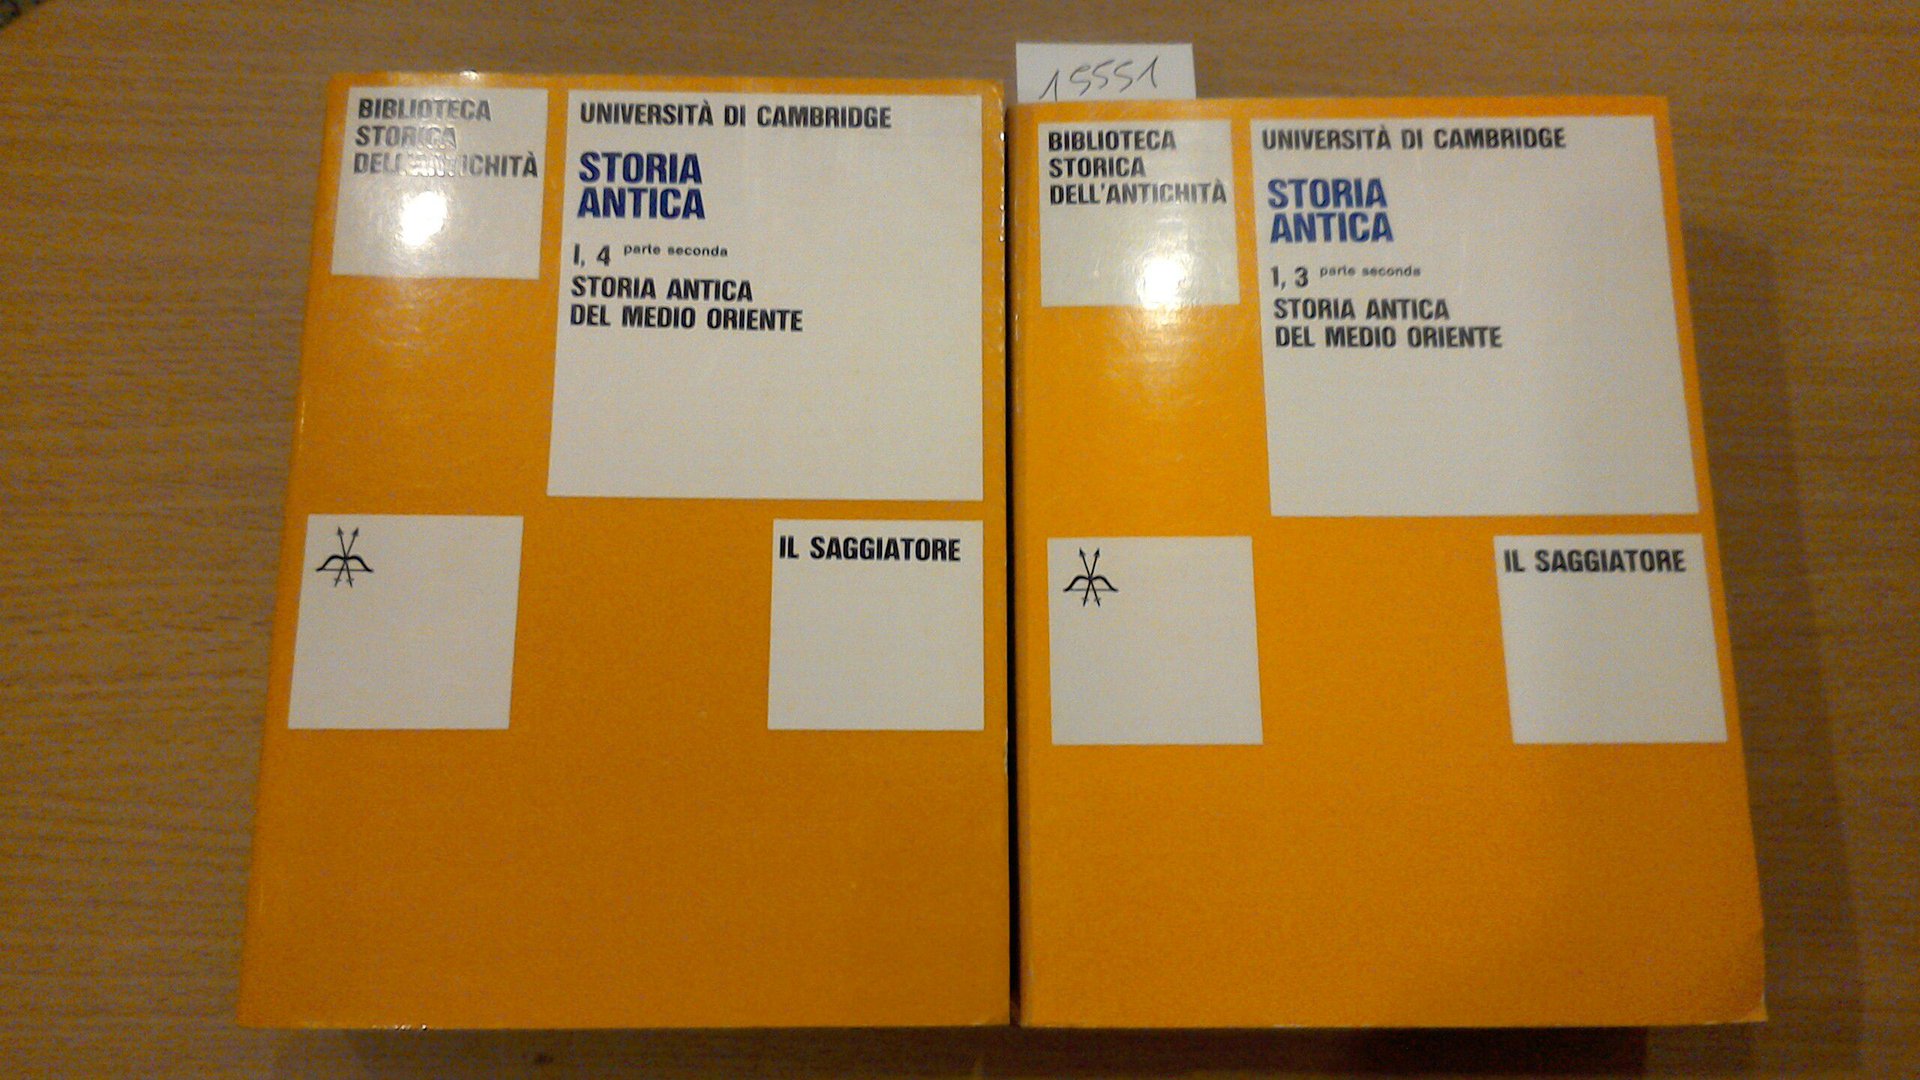 BIBLIOTECA
STORICA
DELL'ANTICHITÀ
UNIVERSITÀ DI CAMBRIDGE
STORIA
ANTICA
I, 4 parte seconda
STORIA ANTICA
DEL MEDIO ORIENTE
IL SAGGIATORE
15551
BIBLIOTECA
STORICA
DELL'ANTICHITÀ
UNIVERSITÀ DI CAMBRIDGE
STORIA
ANTICA
I, 3 parte seconda
STORIA ANTICA
DEL MEDIO ORIENTE
IL SAGGIATORE